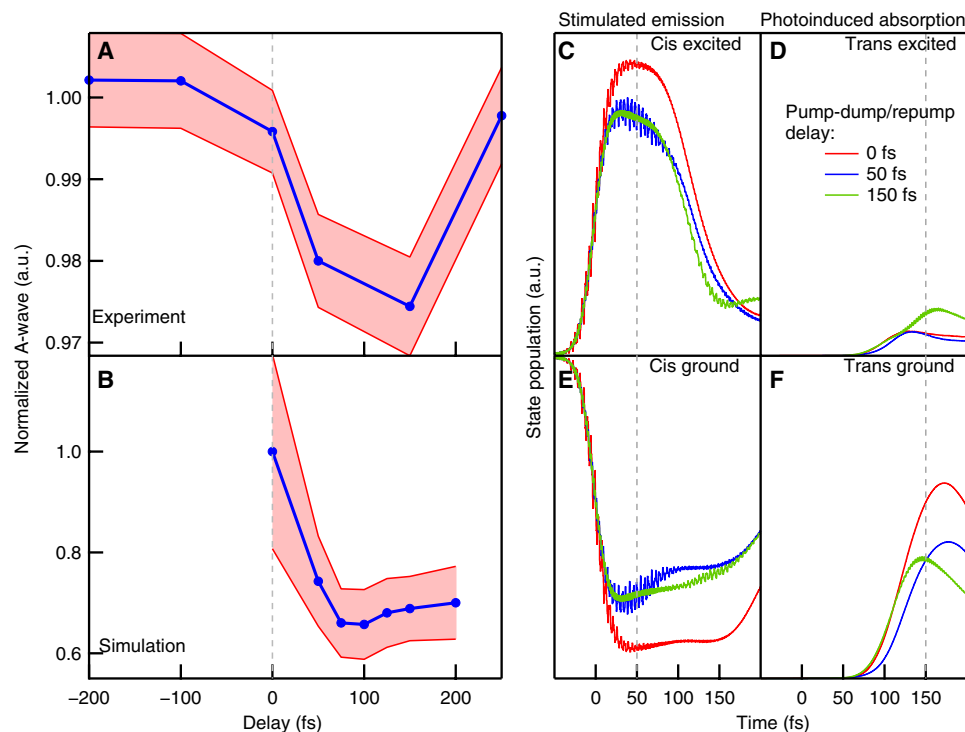 Stimulated emission
Photoinduced absorption
A
C
Cis excited
D
Trans excited
1.00
0.99
0.98
0.97
Pump-dump/repump
delay:
0 fs
50 fs
150 fs
Experiment
Normalized A-wave (a.u.)
State population (a.u.)
B
E
Cis ground
F
Trans ground
1.0
0.8
0.6
Simulation
−200
−100
0
100
200
Delay (fs)
0
50
100
150
0
50
100
150
Time (fs)